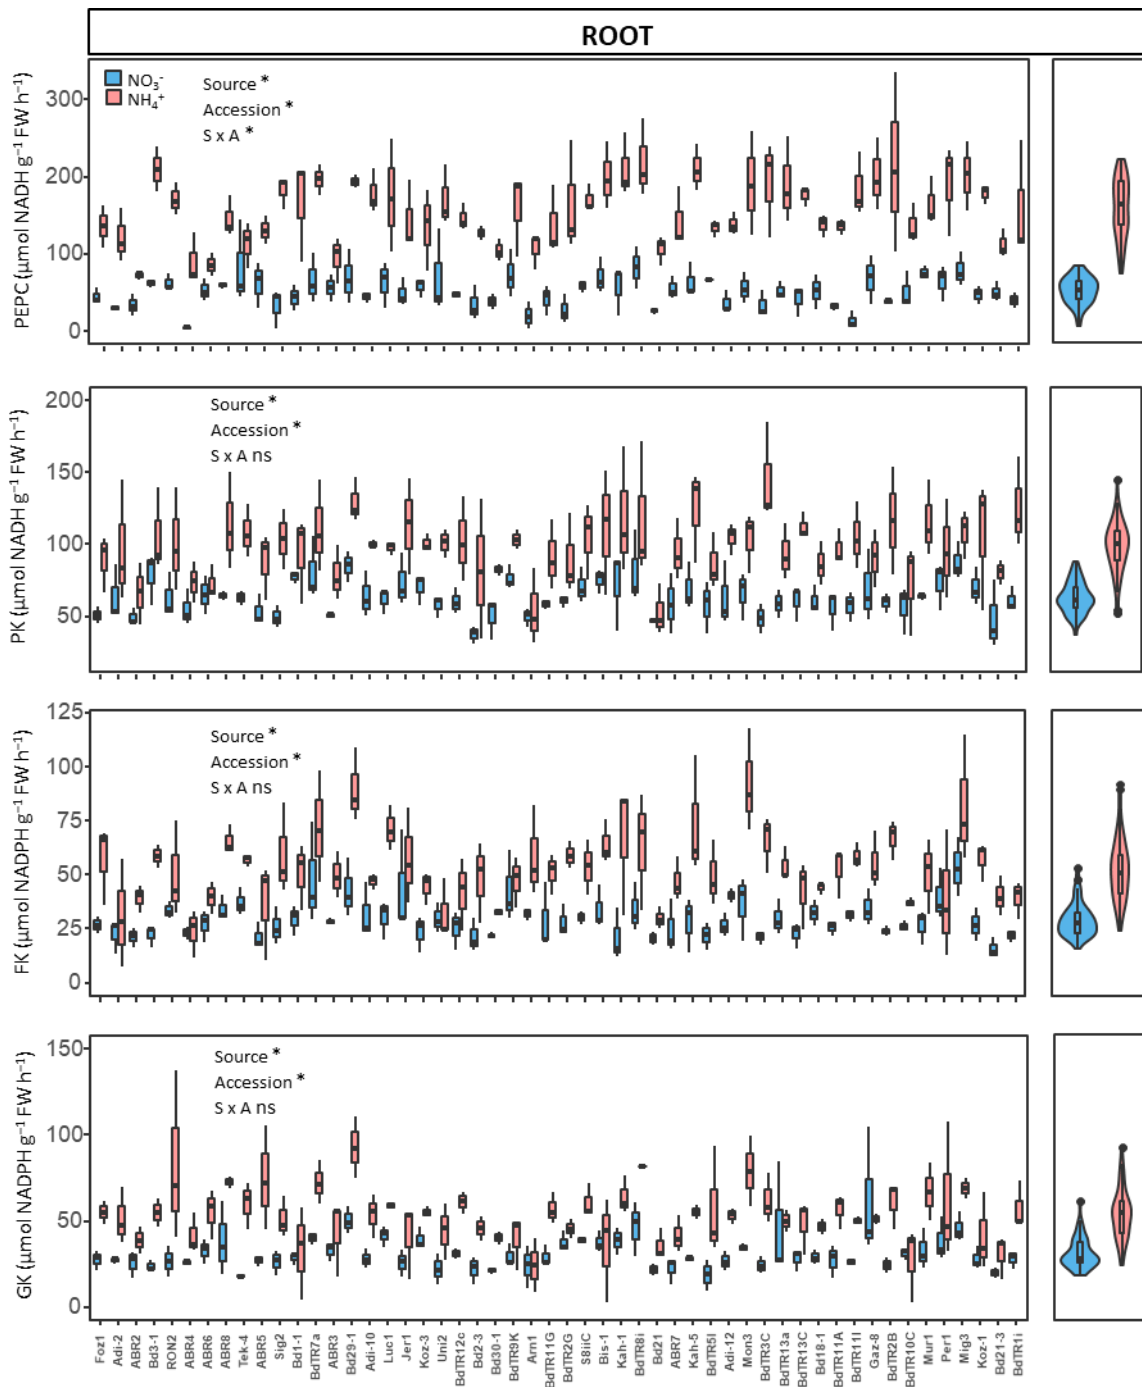 ROOT
NO₃⁻
NH₄⁺
Source *
Accession *
S x A *
PEPC (µmol NADH g⁻¹ FW h⁻¹)
300
200
100
0
Source *
Accession *
S x A ns
PK (µmol NADH g⁻¹ FW h⁻¹)
200
150
100
50
Source *
Accession *
S x A ns
FK (µmol NADPH g⁻¹ FW h⁻¹)
125
100
75
50
25
0
Source *
Accession *
S x A ns
GK (µmol NADPH g⁻¹ FW h⁻¹)
150
100
50
0
Foz1
Adi-2
ABR2
Bd3-1
RON2
ABR4
ABR6
ABR8
Tek-4
ABR5
Sig2
Bd1-1
BdTR7a
ABR3
Bd29-1
Adi-10
Luc1
Jer1
Koz-3
Uni2
BdTR12c
Bd2-3
Bd30-1
BdTR9K
Arn1
BdTR11G
BdTR2G
S8iiC
Bis-1
Kah-1
BdTR8i
Bd21
ABR7
Kah-5
BdTR5I
Adi-12
Mon3
BdTR3C
BdTR13a
BdTR13C
Bd18-1
BdTR11A
BdTR11I
Gaz-8
BdTR2B
BdTR10C
Mur1
Per1
Mig3
Koz-1
Bd21-3
BdTR1i